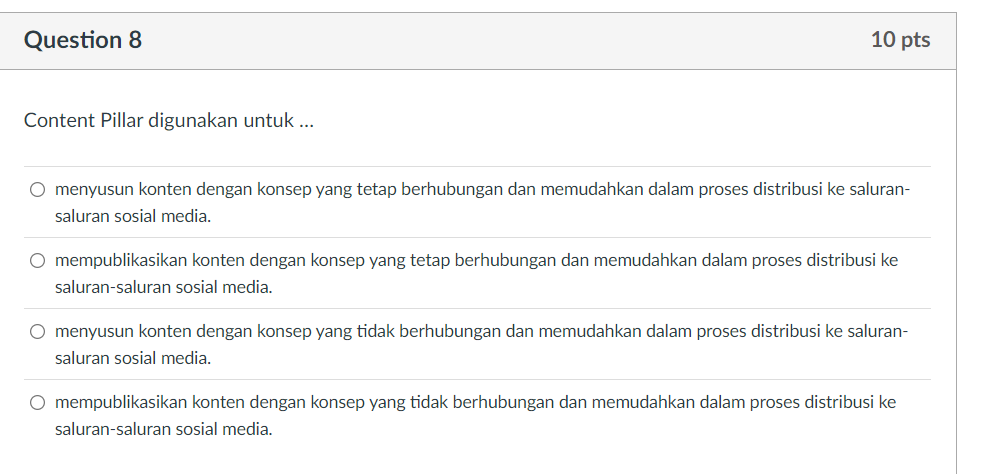 Question 8
10 pts
Content Pillar digunakan untuk ...
menyusun konten dengan konsep yang tetap berhubungan dan memudahkan dalam proses distribusi ke saluran-
saluran sosial media.
mempublikasikan konten dengan konsep yang tetap berhubungan dan memudahkan dalam proses distribusi ke
saluran-saluran sosial media.
menyusun konten dengan konsep yang tidak berhubungan dan memudahkan dalam proses distribusi ke saluran-
saluran sosial media.
mempublikasikan konten dengan konsep yang tidak berhubungan dan memudahkan dalam proses distribusi ke
saluran-saluran sosial media.